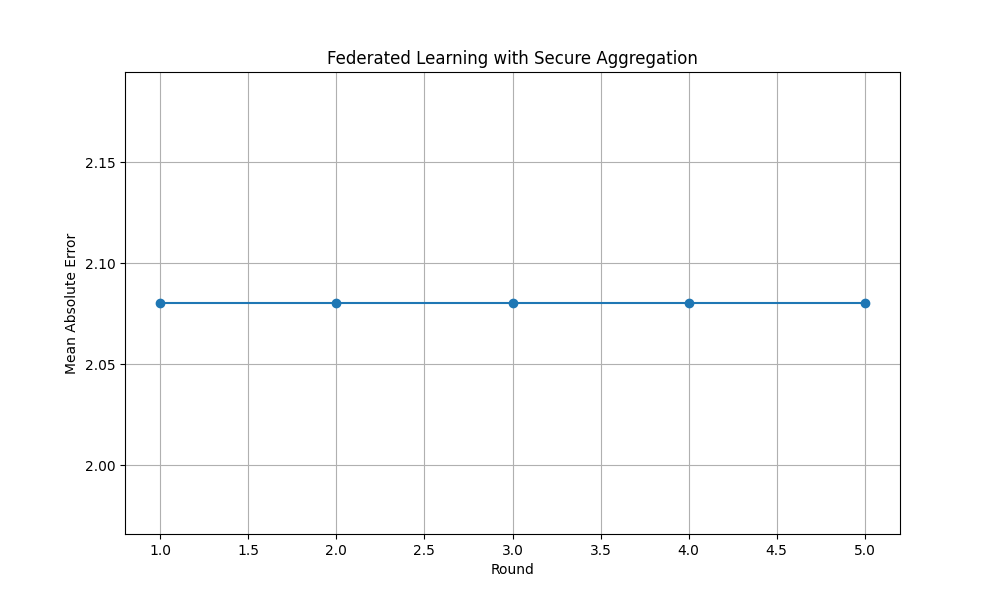 Federated Learning with Secure Aggregation
Mean Absolute Error
2.15
2.10
2.05
2.00
1.0 1.5 2.0 2.5 3.0 3.5 4.0 4.5 5.0
Round